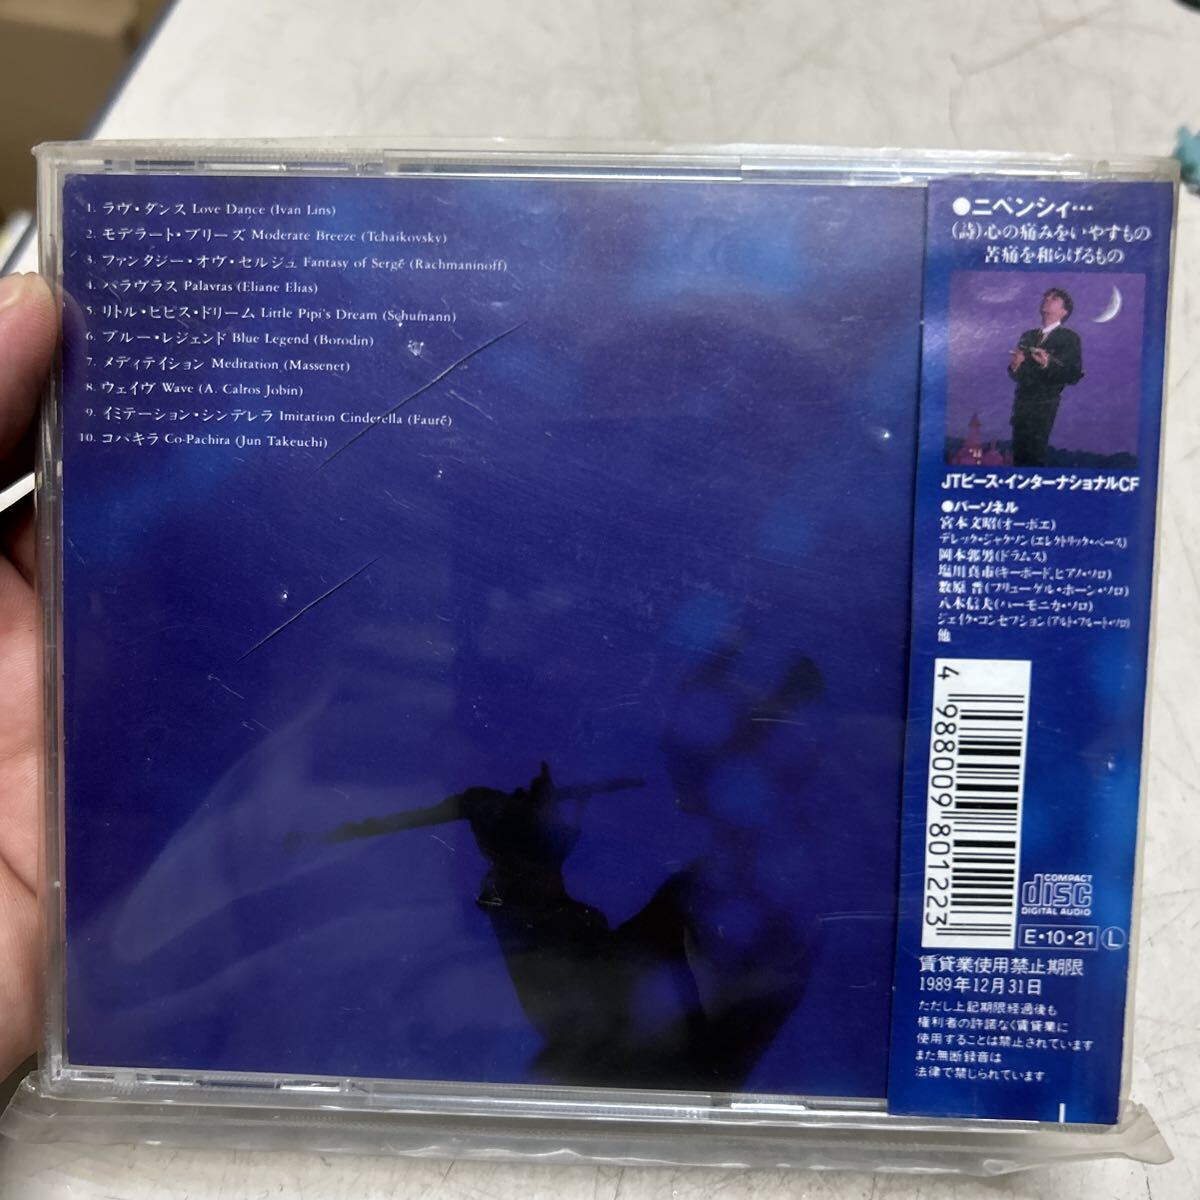 1. ラヴ・ダンス Love Dance (Ivan Lins)
2. モデラート・ブリーズ Moderate Breeze (Tchaikovsky)
3. ファンタジー・オヴ・セルジュ Fantasy of Sergé (Rachmaninoff)
4. パラヴラス Palavras (Eliane Elias)
5. リトル・ピピズ・ドリーム Little Pipi's Dream (Schumann)
6. ブルー・レジェンド Blue Legend (Borodin)
7. メディテイション Meditation (Massenet)
8. ウェイヴ Wave (A. Calros Jobin)
9. イミテーション・シンデレラ Imitation Cinderella (Fauré)
10. コパキラ Co-Pachira (Jun Takeuchi)
●ニペンシィ…
(詩)心の痛みをいやすもの
苦痛を和らげるもの
JTピース・インターナショナルCF
●パーソネル
宮本文昭(オーボエ)
デレック・ジャクソン(エレクトリック・ベース)
岡本郭男(ドラムス)
塩川真市(キーボード、ピアノ・ソロ)
数原 晋(フリューゲル・ホーン・ソロ)
八木信夫(ハーモニカ・ソロ)
ジェイク・コンセプション(アルト・フルート・ソロ)
他
4 988009 801223
COMPACT
disc
DIGITAL AUDIO
E・10・21 L
賃貸業使用禁止期限
1989年12月31日
ただし上記期限経過後も
権利者の許諾なく賃貸業に
使用することは禁止されています
また無断録音は
法律で禁じられています